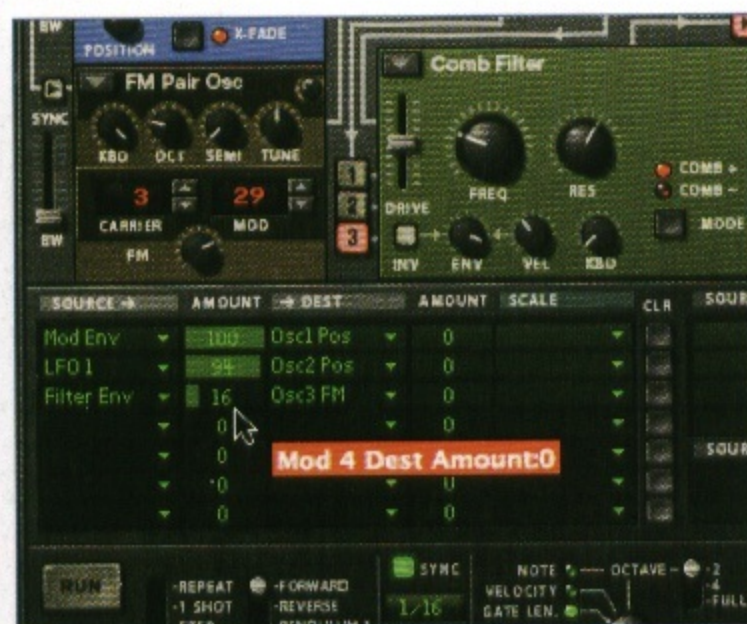 BW
POSITION
X-FADE
FM Pair Osc
SYNC
KBD OCT SEMI TUNE
3 29
CARRIER MOD
BW
FM
Comb Filter
1
2
3
DRIVE
FREQ
RES
COMB +
COMB -
MODE
INV ENV VEL KBD
SOURCE → AMOUNT → DEST AMOUNT SCALE CLR SOUR
Mod Env 100 Osc1 Pos 0
LFO 1 94 Osc2 Pos 0
Filter Env 16 Osc3 FM 0
0 0
Mod 4 Dest Amount:0
0 SOUR
0 0
0 0
RUN
-REPEAT
-1 SHOT
-FORWARD
-REVERSE
SYNC
1/16
NOTE
VELOCITY
GATE LEN.
OCTAVE
-2
-4
-FULL